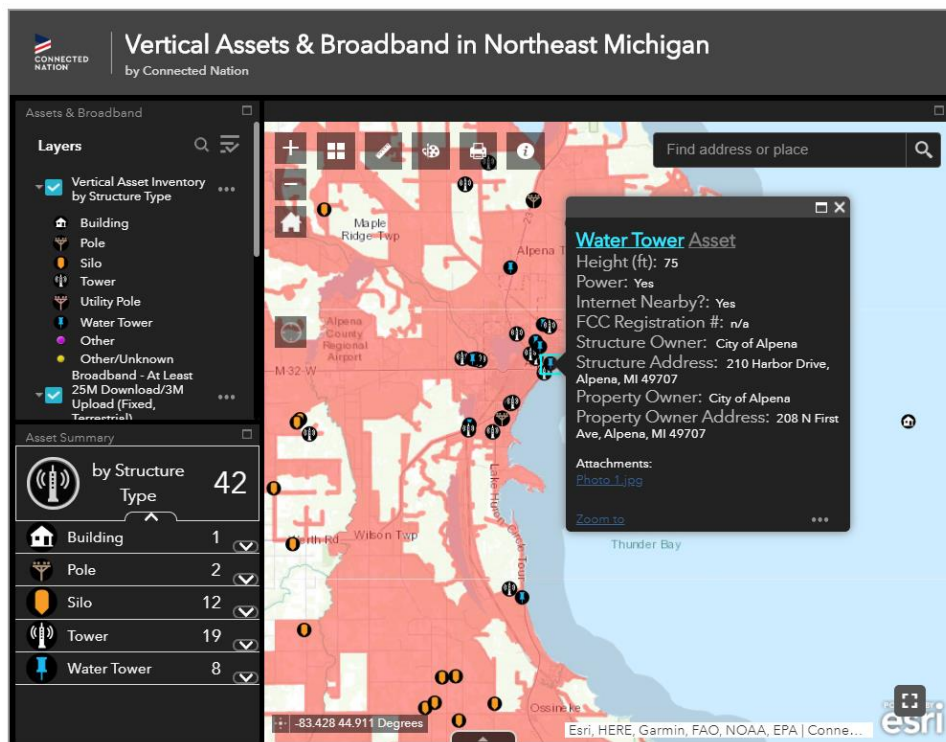 CONNECTED
NATION
Vertical Assets & Broadband in Northeast Michigan
by Connected Nation
Assets & Broadband
Layers
Vertical Asset Inventory
by Structure Type
Building
Pole
Silo
Tower
Utility Pole
Water Tower
Other
Other/Unknown
Broadband - At Least
25M Download/3M
Upload (Fixed,
Terrestrial)
Asset Summary
by Structure
Type
42
Building 1
Pole 2
Silo 12
Tower 19
Water Tower 8
Find address or place
Maple
Ridge Twp
23
Alpena T
Alpena
County
Regional
Airport
M-32 W
Werth Rd
Wilson Twp
Lake Huron Circle Tour
Thunder Bay
Ossineke
Water Tower Asset
Height (ft): 75
Power: Yes
Internet Nearby?: Yes
FCC Registration #: n/a
Structure Owner: City of Alpena
Structure Address: 210 Harbor Drive,
Alpena, MI 49707
Property Owner: City of Alpena
Property Owner Address: 208 N First
Ave, Alpena, MI 49707
Attachments:
Photo 1.jpg
Zoom to
-83.428 44.911 Degrees
Esri, HERE, Garmin, FAO, NOAA, EPA | Conne...
esri